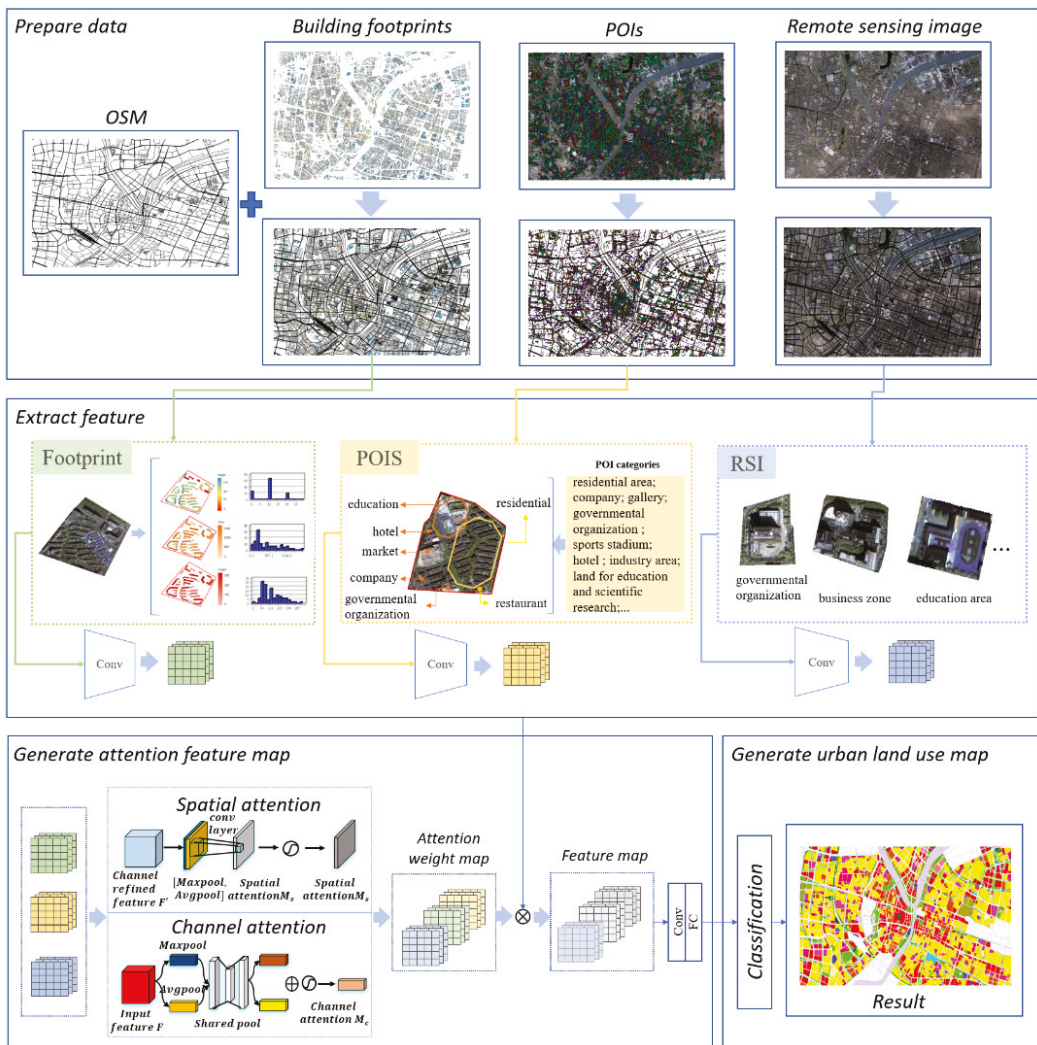 Prepare data
Building footprints
POIs
Remote sensing image
OSM
Extract feature
Footprint
POIS
education
hotel
market
company
governmental
organization
residential
restaurant
POI categories
residential area;
company; gallery;
governmental
organization ;
sports stadium;
hotel ; industry area;
land for education
and scientific
research;...
RSI
governmental
organization
business zone
education area
...
Conv
Conv
Conv
Generate attention feature map
Spatial attention
conv
layer
Channel
refined
feature F'
[Maxpool,
Avgpool]
Spatial
attentionMs
Spatial
attentionMs
Channel attention
Maxpool
Avgpool
Input
feature F
Shared pool
Channel
attention Mc
Attention
weight map
Feature map
Conv
FC
Generate urban land use map
Classification
Result